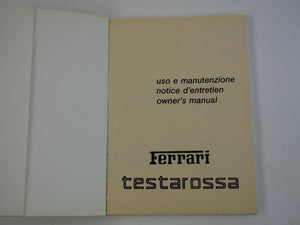 uso e manutenzione
notice d'entretien
owner's manual
Ferrari
testarossa